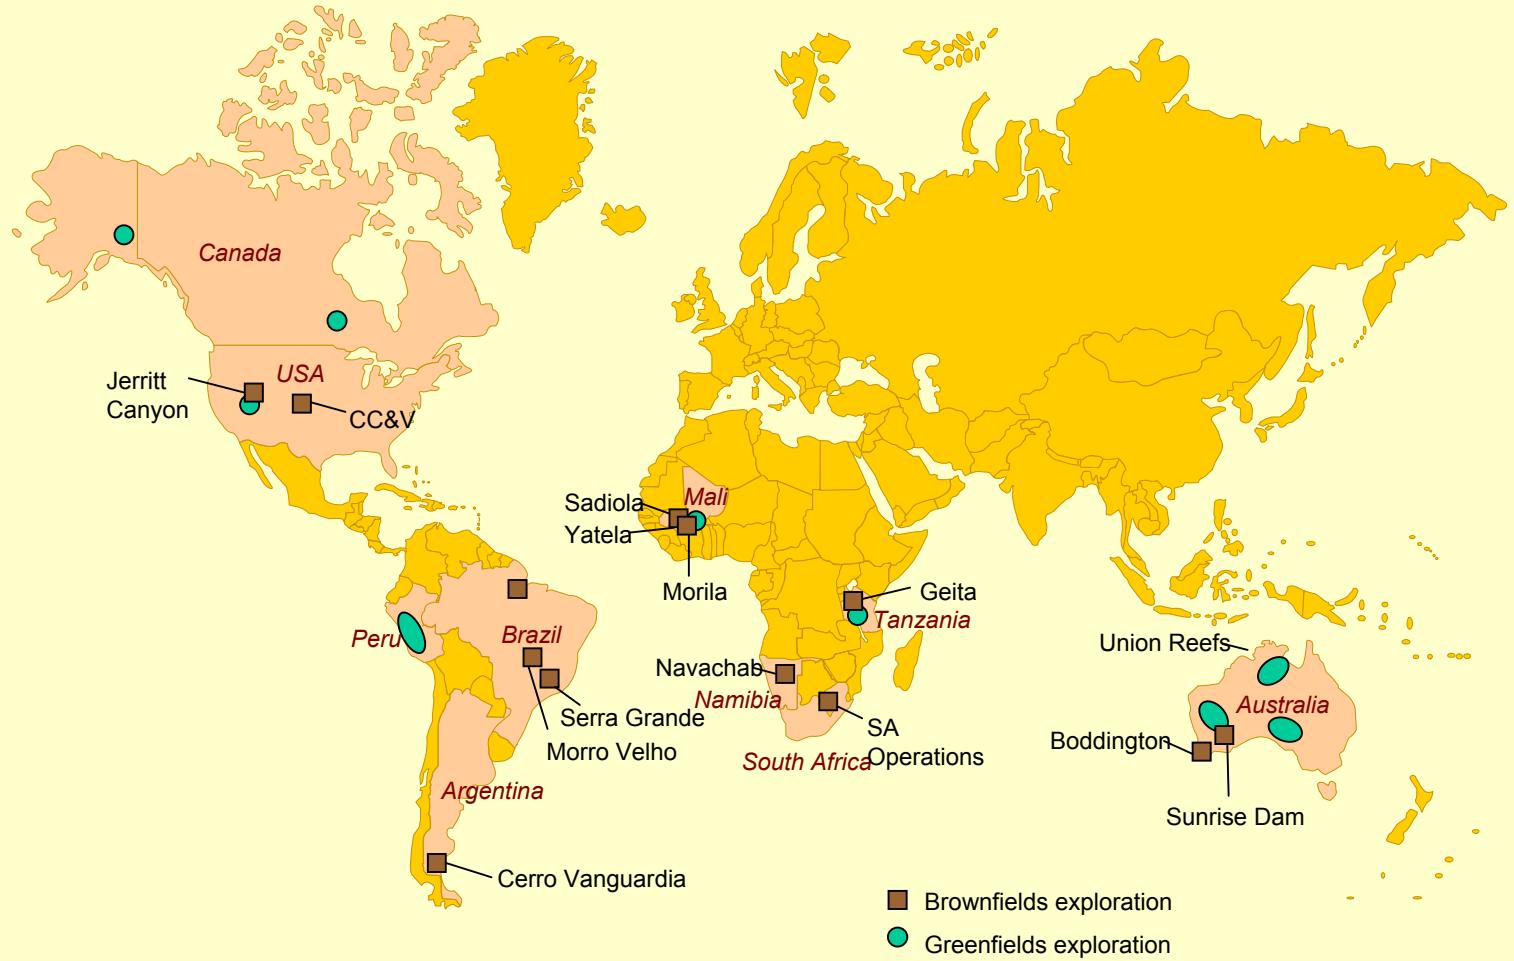 Canada
USA
Jerritt
Canyon
CC&V
Sadiola
Mali
Yatela
Morila
Geita
Tanzania
Peru
Brazil
Union Reefs
Navachab
Namibia
Serra Grande
Australia
SA
Operations
Morro Velho
South Africa
Boddington
Argentina
Sunrise Dam
Cerro Vanguardia
Brownfields exploration
Greenfields exploration